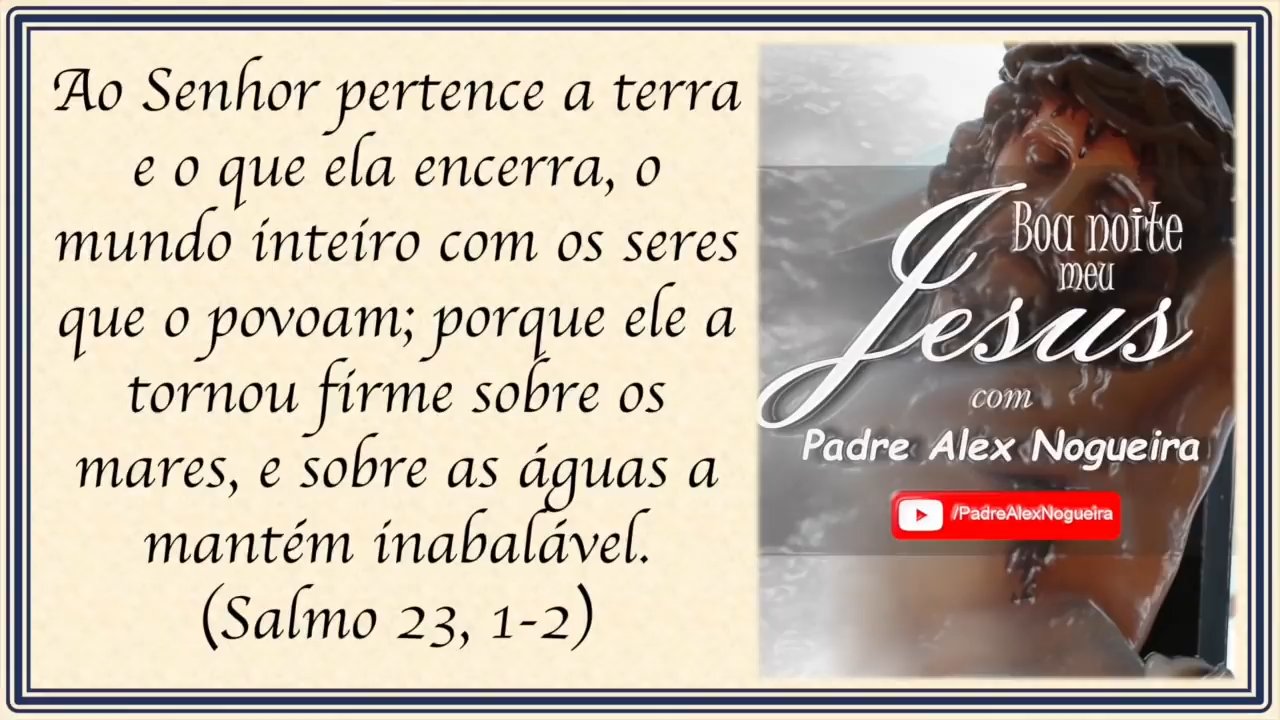 Ao Senhor pertence a terra
e o que ela encerra, o
mundo inteiro com os seres
que o povoam; porque ele a
tornou firme sobre os
mares, e sobre as águas a
mantém inabalável.
(Salmo 23, 1-2)
Boa noite
meu
Jesus
com
Padre Alex Nogueira
/PadreAlexNogueira